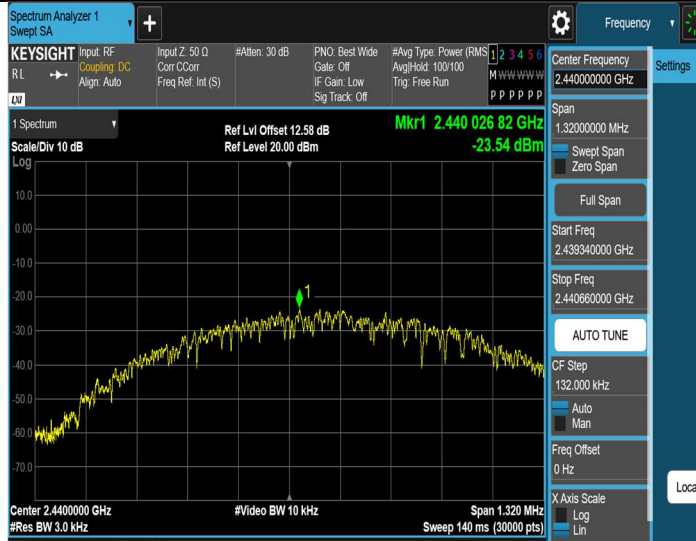 Spectrum Analyzer 1
Swept SA
+
Frequency
KEYSIGHT
R L
LXI
Input: RF
Coupling: DC
Align: Auto
Input Z: 50 Ω
Corr CCorr
Freq Ref: Int (S)
#Atten: 30 dB
PNO: Best Wide
Gate: Off
IF Gain: Low
Sig Track: Off
#Avg Type: Power (RMS
Avg|Hold: 100/100
Trig: Free Run
1 2 3 4 5 6
M W W W W W
P P P P P P
1 Spectrum
Scale/Div 10 dB
Log
Ref Lvl Offset 12.58 dB
Ref Level 20.00 dBm
Mkr1 2.440 026 82 GHz
-23.54 dBm
10.0
0.00
-10.0
-20.0
-30.0
-40.0
-50.0
-60.0
-70.0
1
Center 2.4400000 GHz
#Res BW 3.0 kHz
#Video BW 10 kHz
Span 1.320 MHz
Sweep 140 ms (30000 pts)
Center Frequency
2.440000000 GHz
Span
1.32000000 MHz
Swept Span
Zero Span
Full Span
Start Freq
2.439340000 GHz
Stop Freq
2.440660000 GHz
AUTO TUNE
CF Step
132.000 kHz
Auto
Man
Freq Offset
0 Hz
X Axis Scale
Log
Lin
Settings
Loca